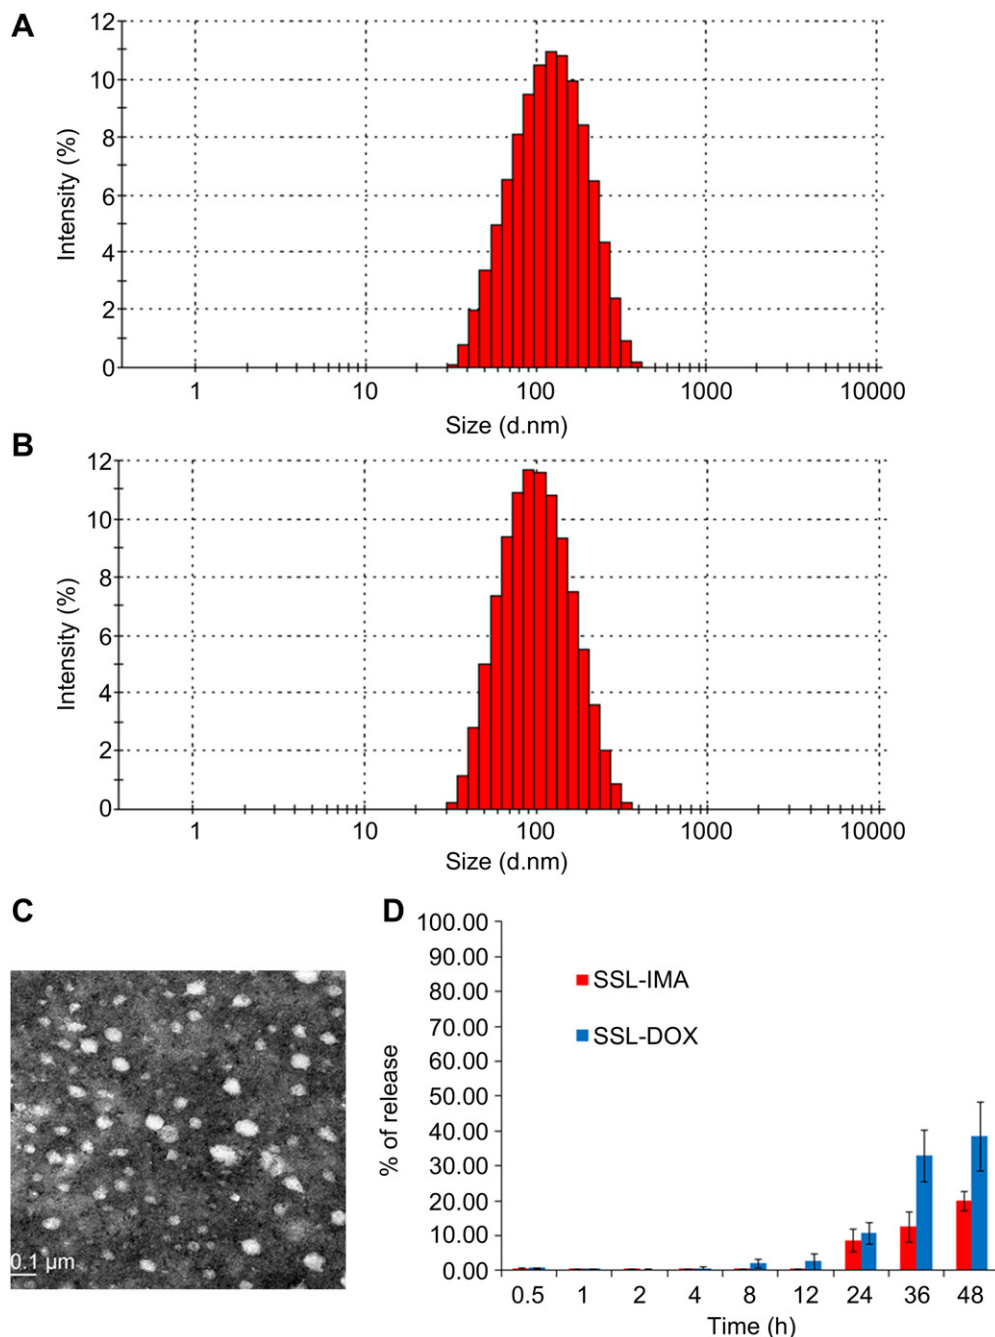 A
12
10
8
6
4
2
0
Intensity (%)
1 10 100 1000 10000
Size (d.nm)
B
12
10
8
6
4
2
0
Intensity (%)
1 10 100 1000 10000
Size (d.nm)
C
0.1 µm
D
100.00
90.00
80.00
70.00
60.00
50.00
40.00
30.00
20.00
10.00
0.00
% of release
SSL-IMA
SSL-DOX
0.5 1 2 4 8 12 24 36 48
Time (h)